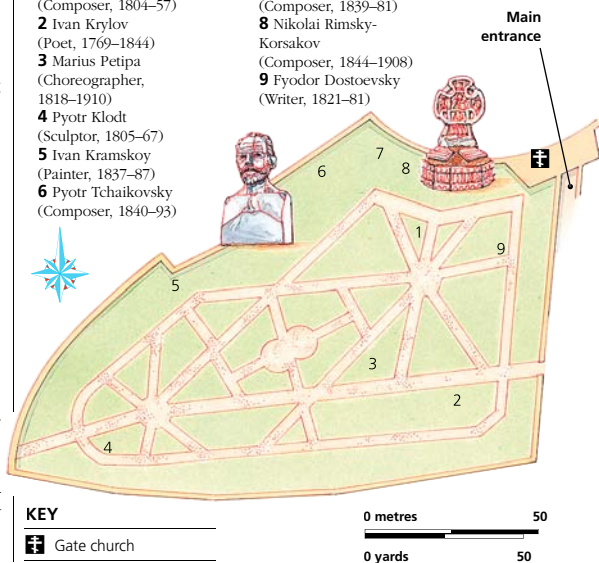 (Composer, 1804–57)
2 Ivan Krylov
(Poet, 1769–1844)
3 Marius Petipa
(Choreographer,
1818–1910)
4 Pyotr Klodt
(Sculptor, 1805–67)
5 Ivan Kramskoy
(Painter, 1837–87)
6 Pyotr Tchaikovsky
(Composer, 1840–93)
(Composer, 1839–81)
8 Nikolai Rimsky-
Korsakov
(Composer, 1844–1908)
9 Fyodor Dostoevsky
(Writer, 1821–81)
Main
entrance
7
6
8
1
9
5
3
2
4
KEY
Gate church
0 metres 50
0 yards 50